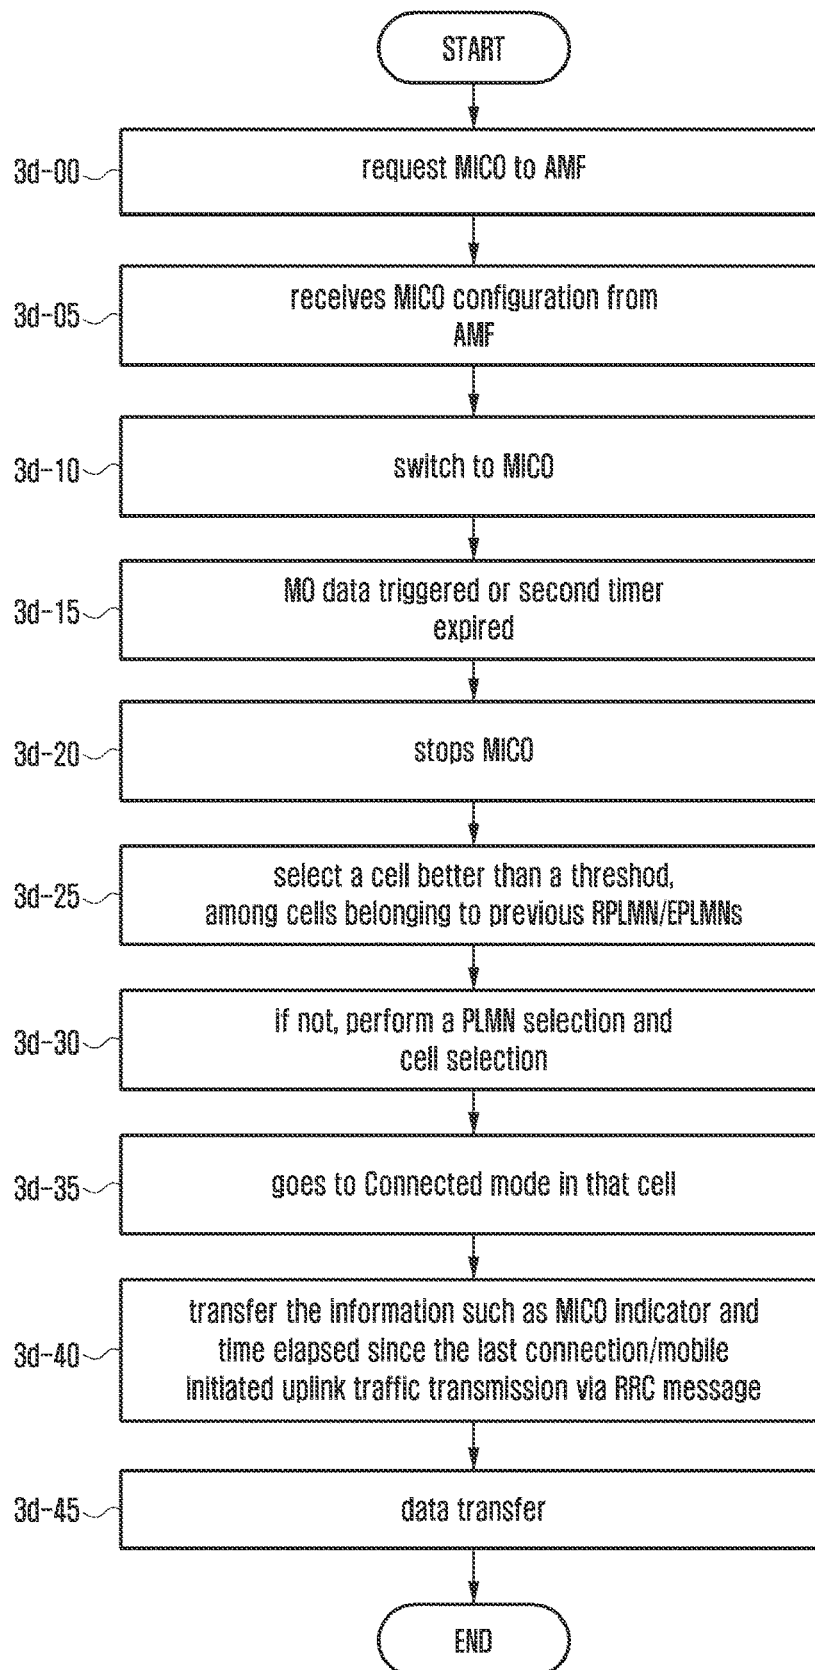 START
3d-00
request MICO to AMF
3d-05
receives MICO configuration from
AMF
3d-10
switch to MICO
3d-15
MO data triggered or second timer
expired
3d-20
stops MICO
3d-25
select a cell better than a threshod,
among cells belonging to previous RPLMN/EPLMNs
3d-30
if not, perform a PLMN selection and
cell selection
3d-35
goes to Connected mode in that cell
3d-40
transfer the information such as MICO indicator and
time elapsed since the last connection/mobile
initiated uplink traffic transmission via RRC message
3d-45
data transfer
END